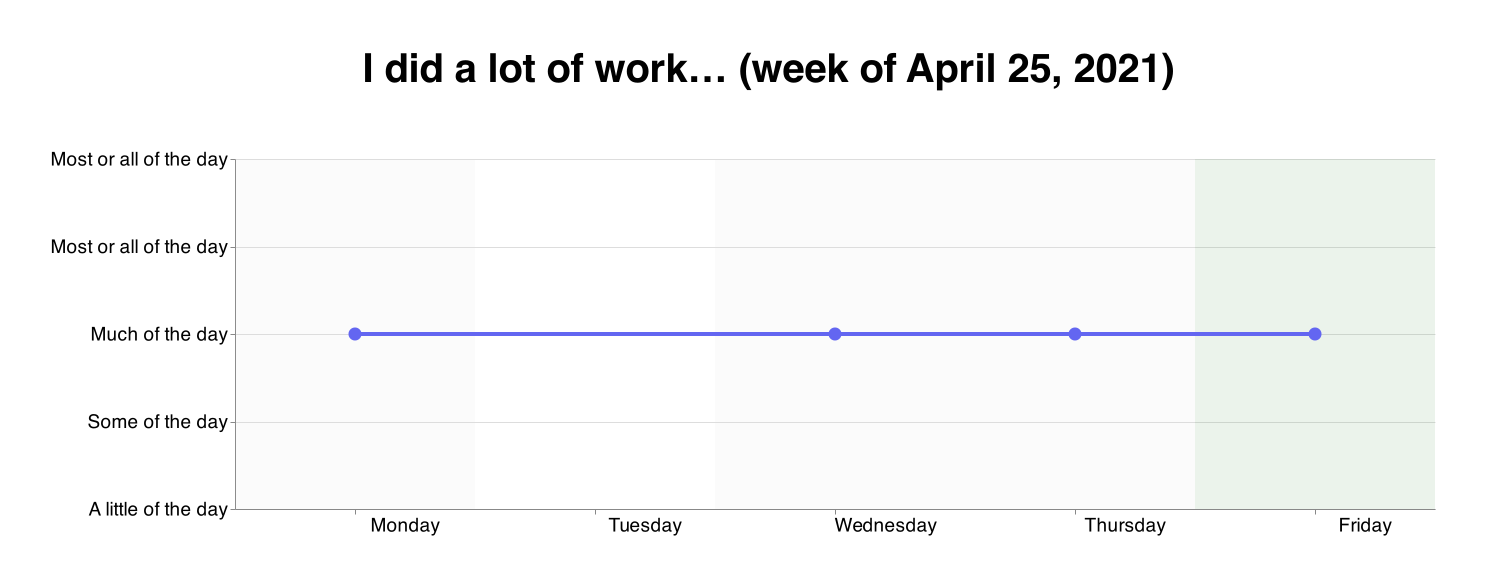 I did a lot of work… (week of April 25, 2021)
Most or all of the day
Most or all of the day
Much of the day
Some of the day
A little of the day
Monday Tuesday Wednesday Thursday Friday